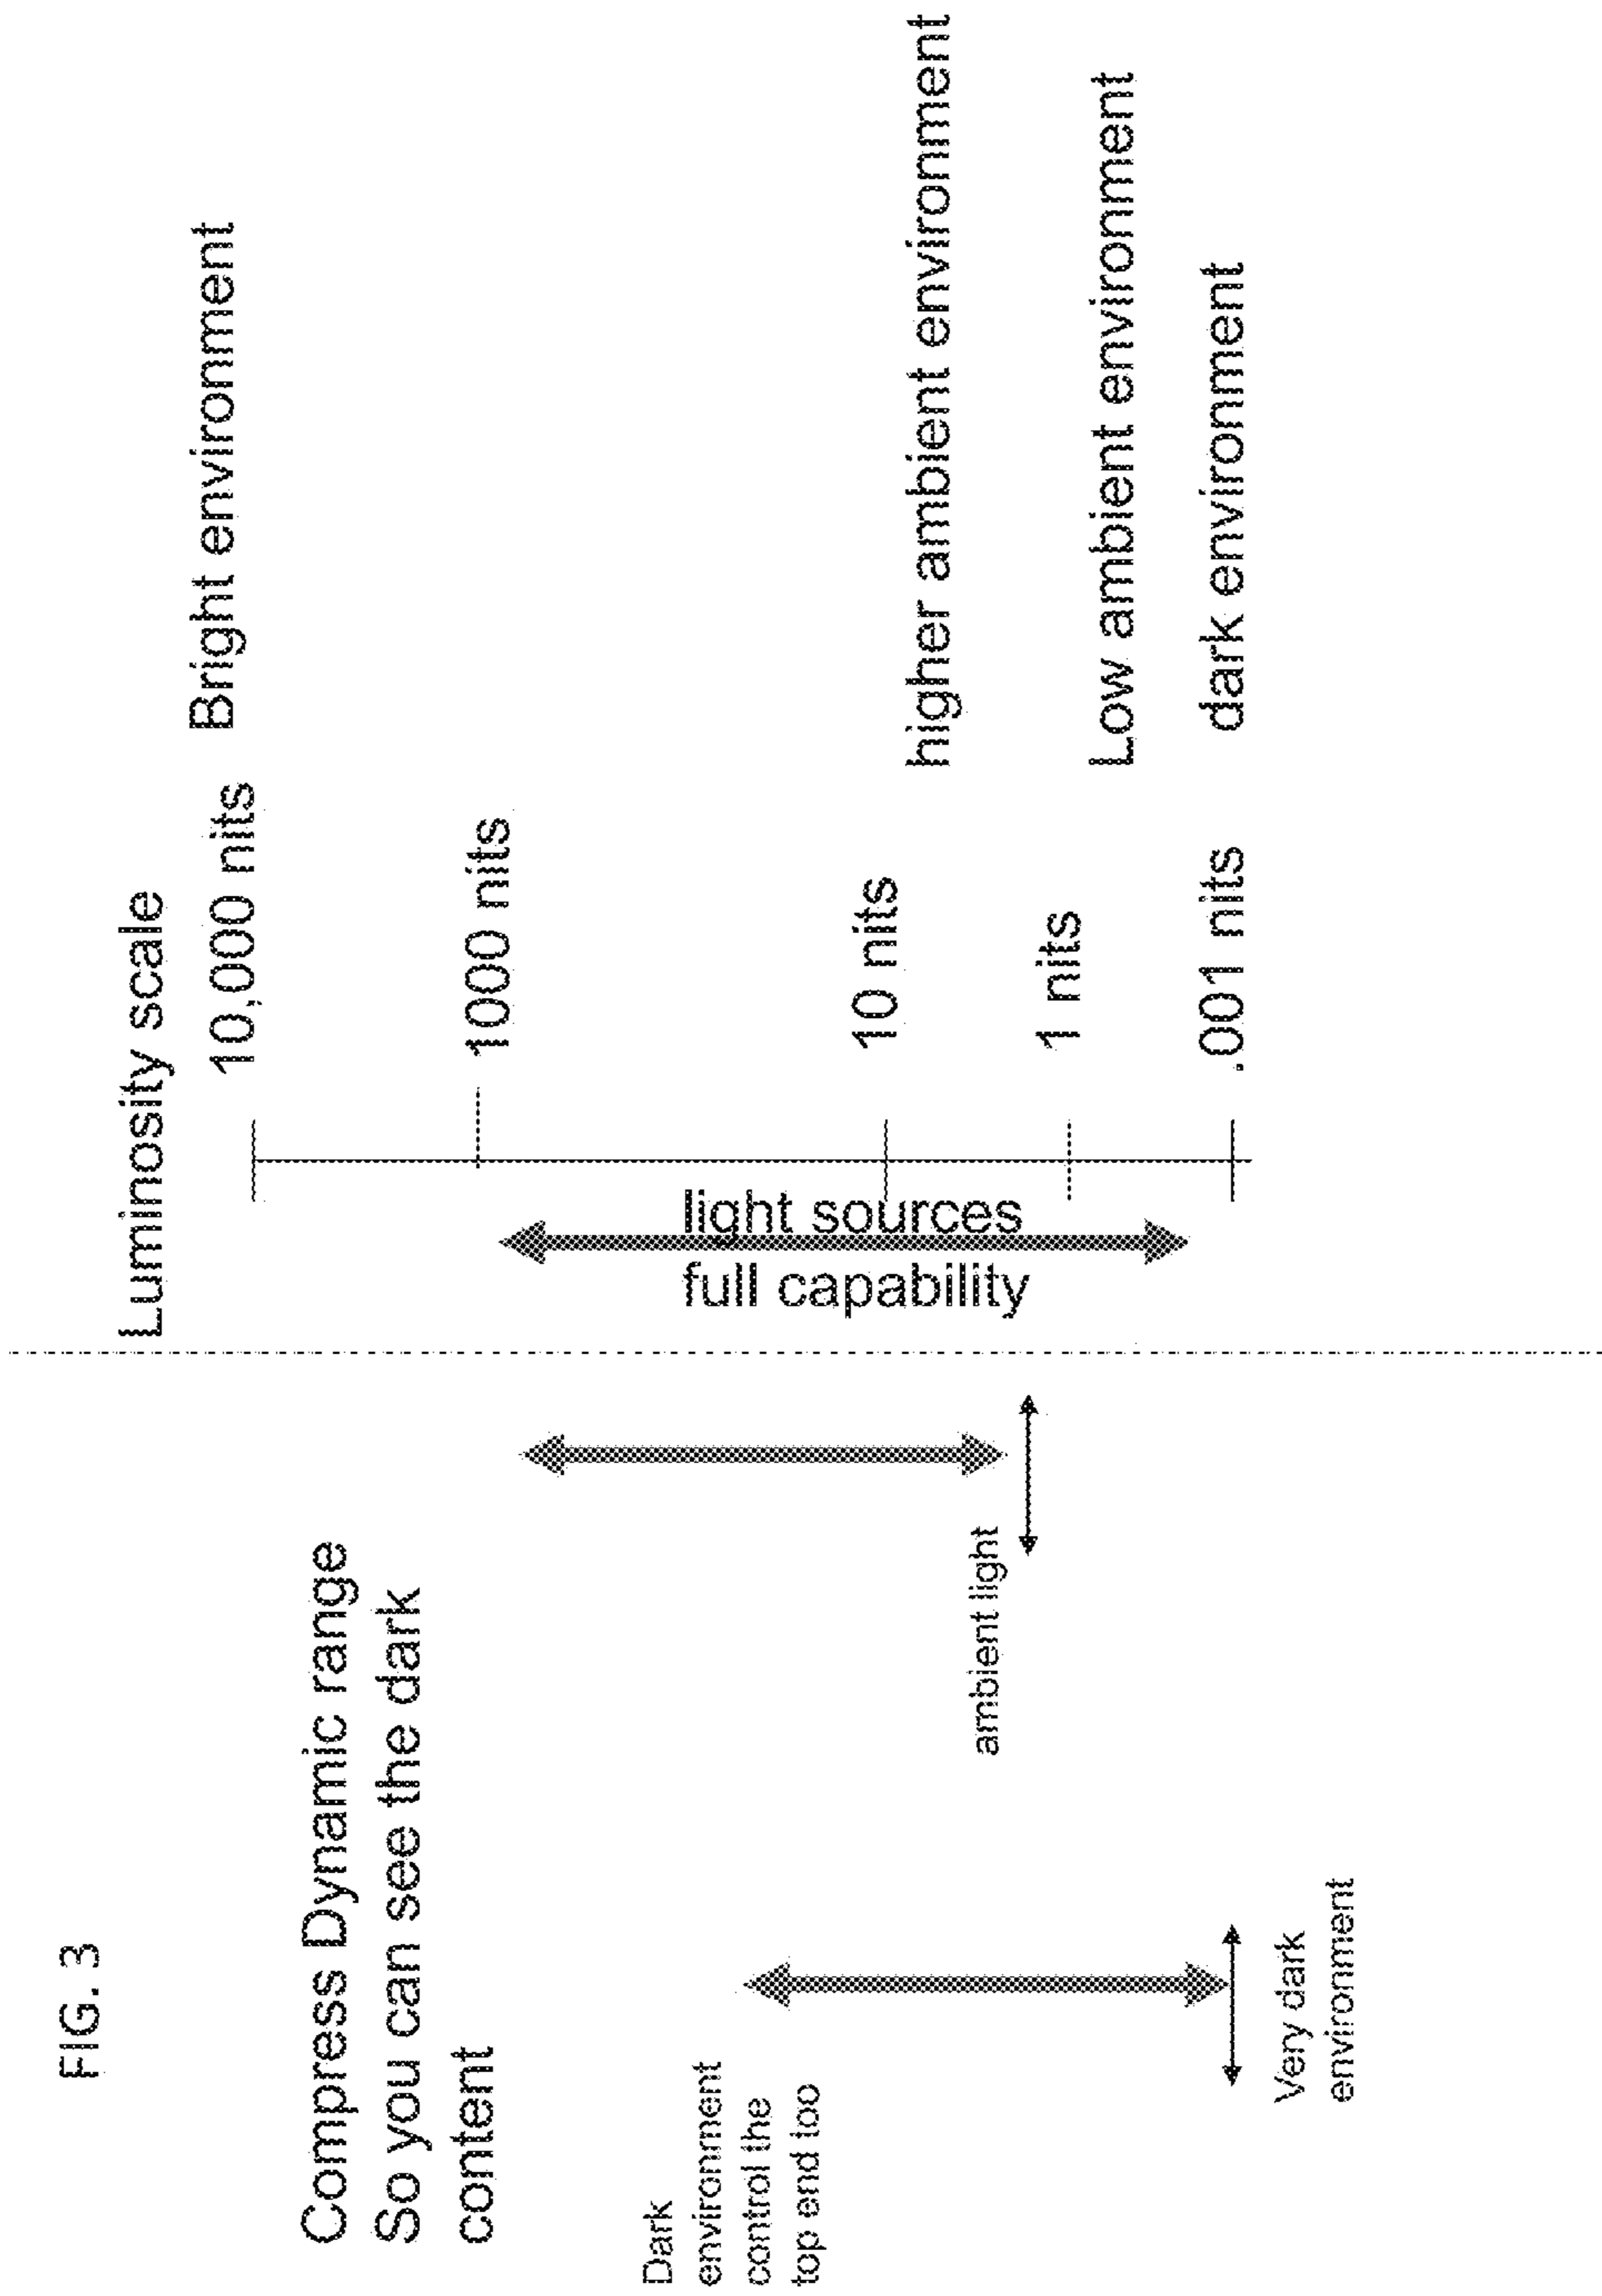 FIG. 3
Compress Dynamic range
So you can see the dark
content
Dark
environment
control the
top end too
Very dark
environment
ambient light
Luminosity scale
10,000 nits Bright environment
1000 nits
10 nits
higher ambient environment
1 nits
Low ambient environment
.001 nits dark environment
light sources
full capability